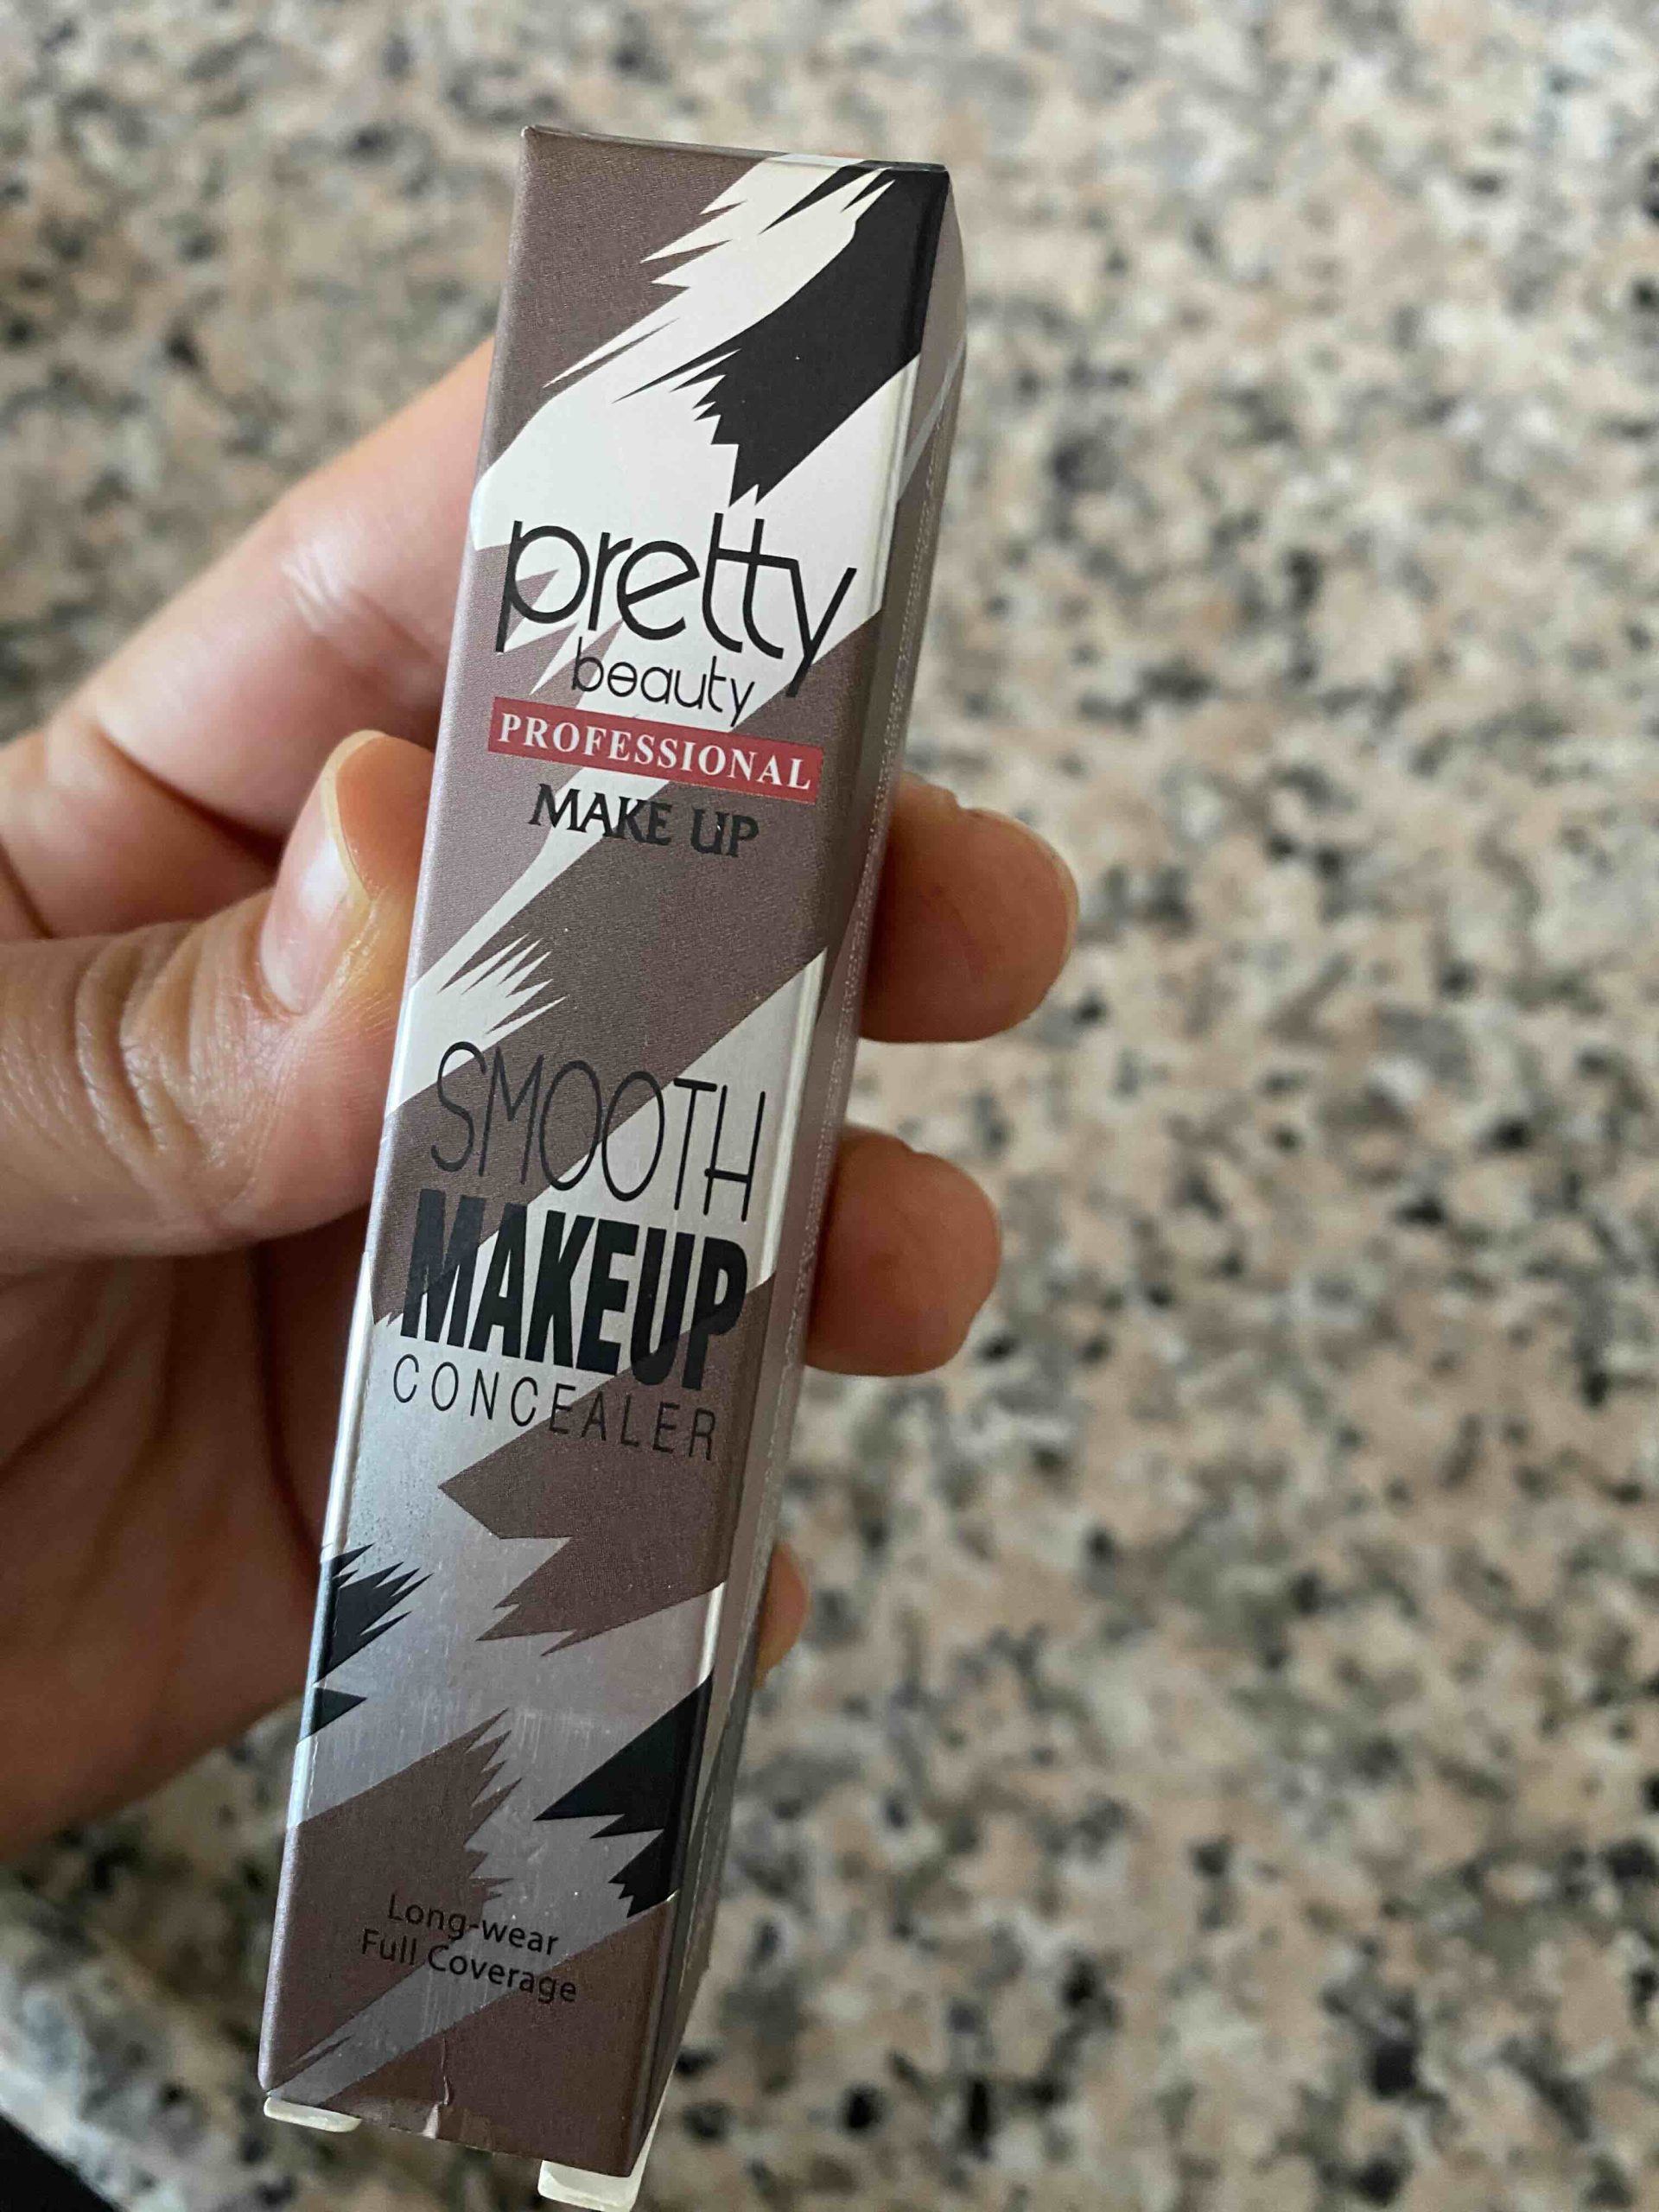 pretty
beauty
PROFESSIONAL
MAKE UP
SMOOTH
MAKEUP
CONCEALER
Long-wear
Full Coverage